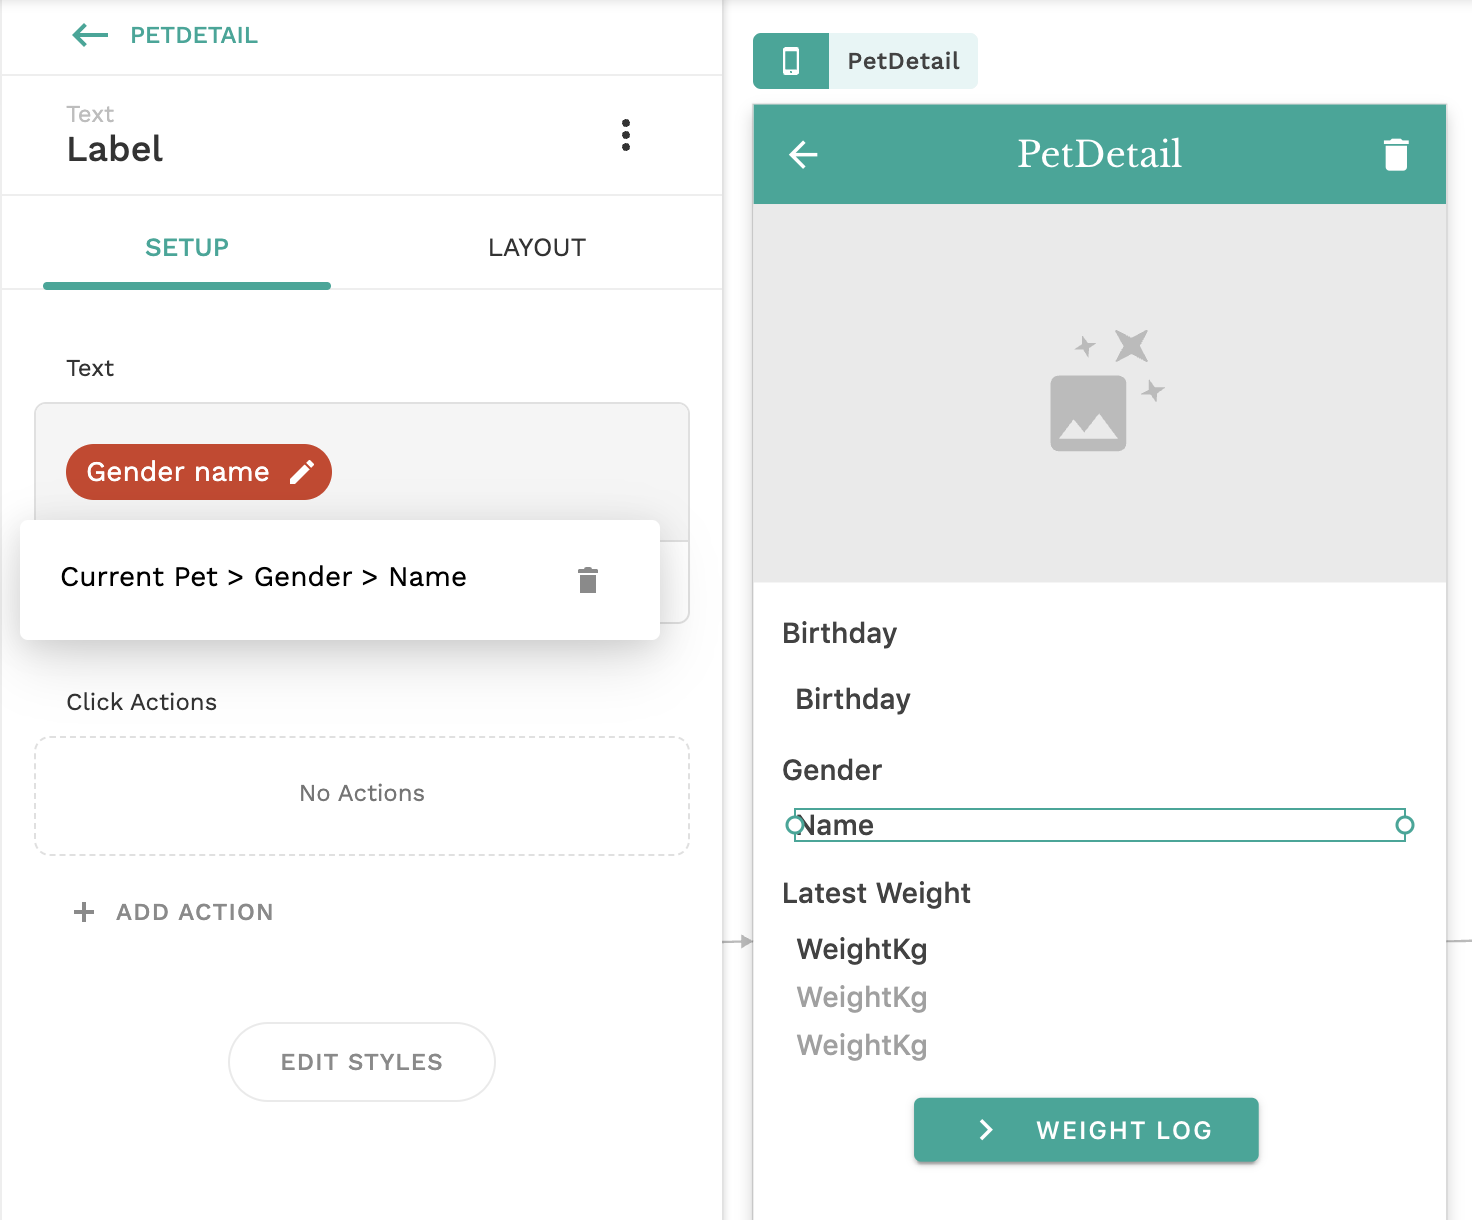 PETDETAIL
Text
Label
SETUP
LAYOUT
Text
Gender name
Current Pet > Gender > Name
Click Actions
No Actions
+ ADD ACTION
EDIT STYLES
PetDetail
PetDetail
Birthday
Birthday
Gender
Name
Latest Weight
WeightKg
WeightKg
WeightKg
WEIGHT LOG